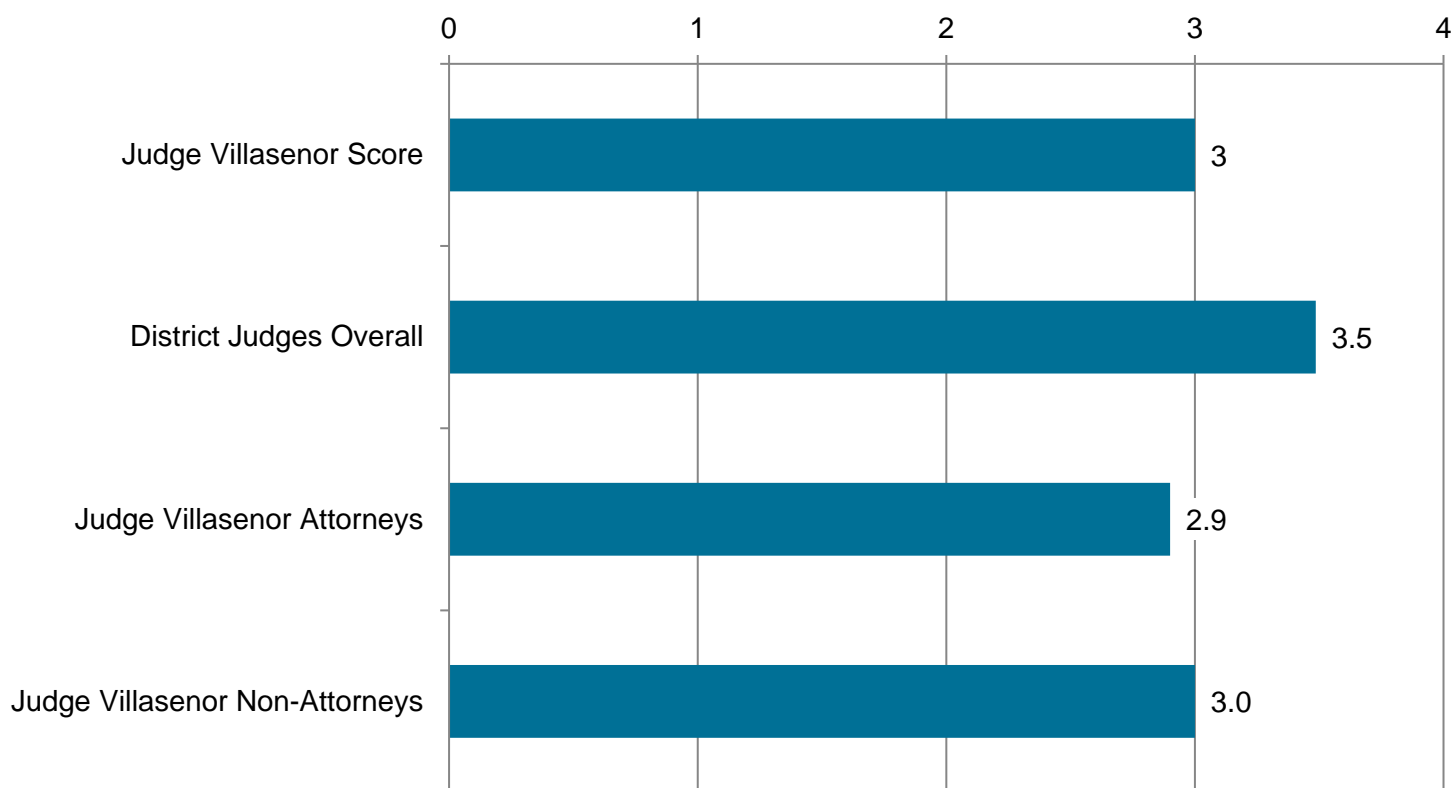 0 1 2 3 4
Judge Villasenor Score 3
District Judges Overall 3.5
Judge Villasenor Attorneys 2.9
Judge Villasenor Non-Attorneys 3.0